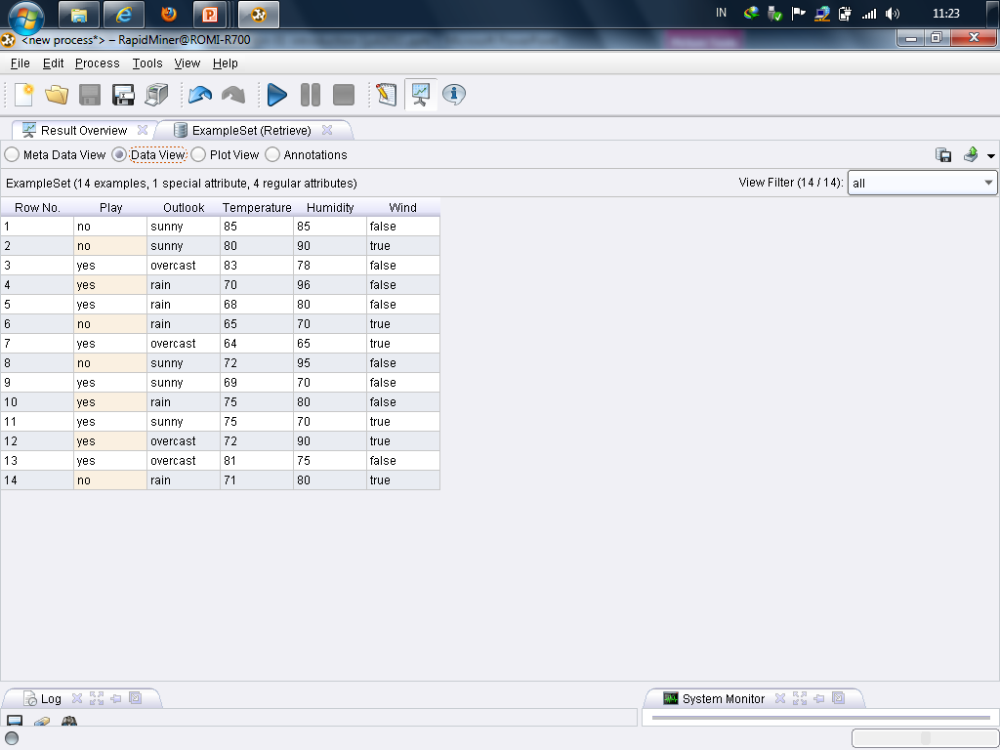 IN 11:23
<new process*> – RapidMiner@ROMI-R700
File Edit Process Tools View Help
Result Overview ExampleSet (Retrieve)
Meta Data View Data View Plot View Annotations
ExampleSet (14 examples, 1 special attribute, 4 regular attributes) View Filter (14 / 14): all
Row No. Play Outlook Temperature Humidity Wind
1 no sunny 85 85 false
2 no sunny 80 90 true
3 yes overcast 83 78 false
4 yes rain 70 96 false
5 yes rain 68 80 false
6 no rain 65 70 true
7 yes overcast 64 65 true
8 no sunny 72 95 false
9 yes sunny 69 70 false
10 yes rain 75 80 false
11 yes sunny 75 70 true
12 yes overcast 72 90 true
13 yes overcast 81 75 false
14 no rain 71 80 true
Log System Monitor